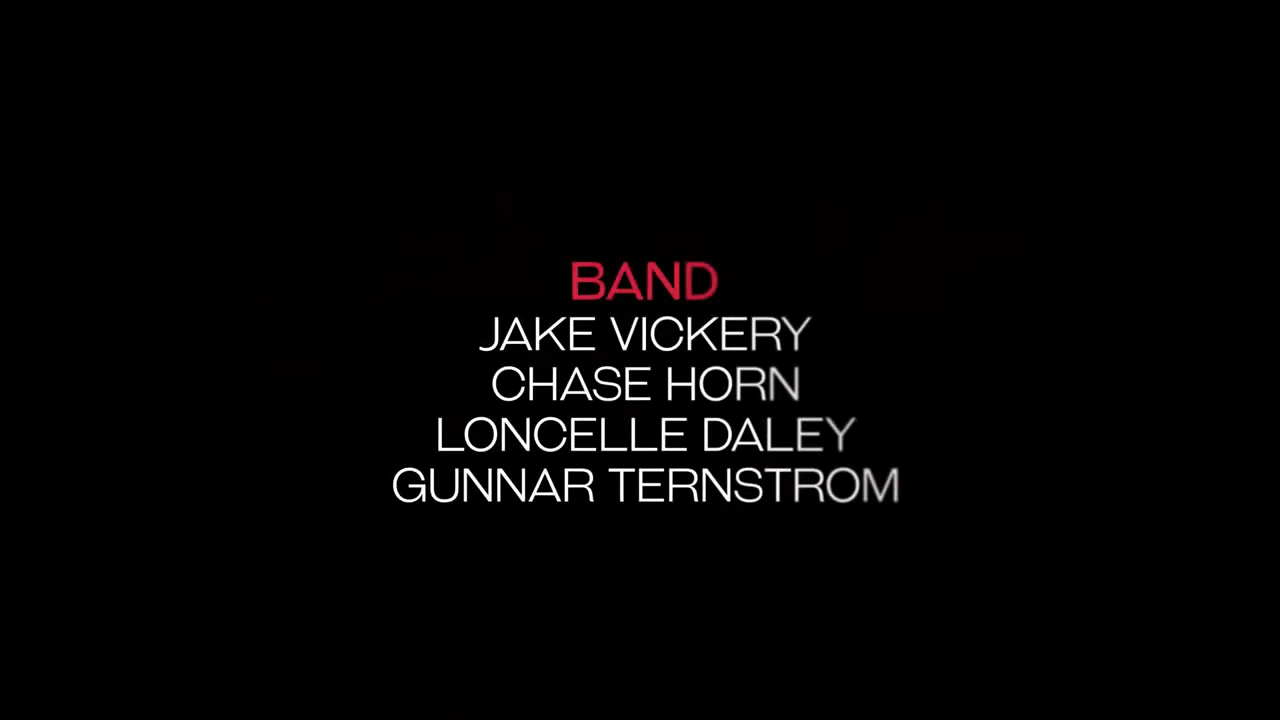 BAND
JAKE VICKERY
CHASE HORN
LONCELLE DALEY
GUNNAR TERNSTROM